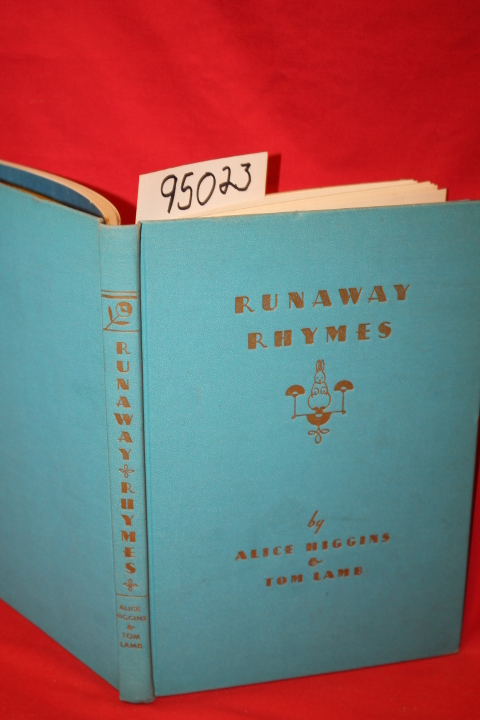 95023
RUNAWAY
RHYMES
by
ALICE HIGGINS
&
TOM LAMB
RUNAWAY RHYMES
ALICE
HIGGINS
&
TOM
LAMB